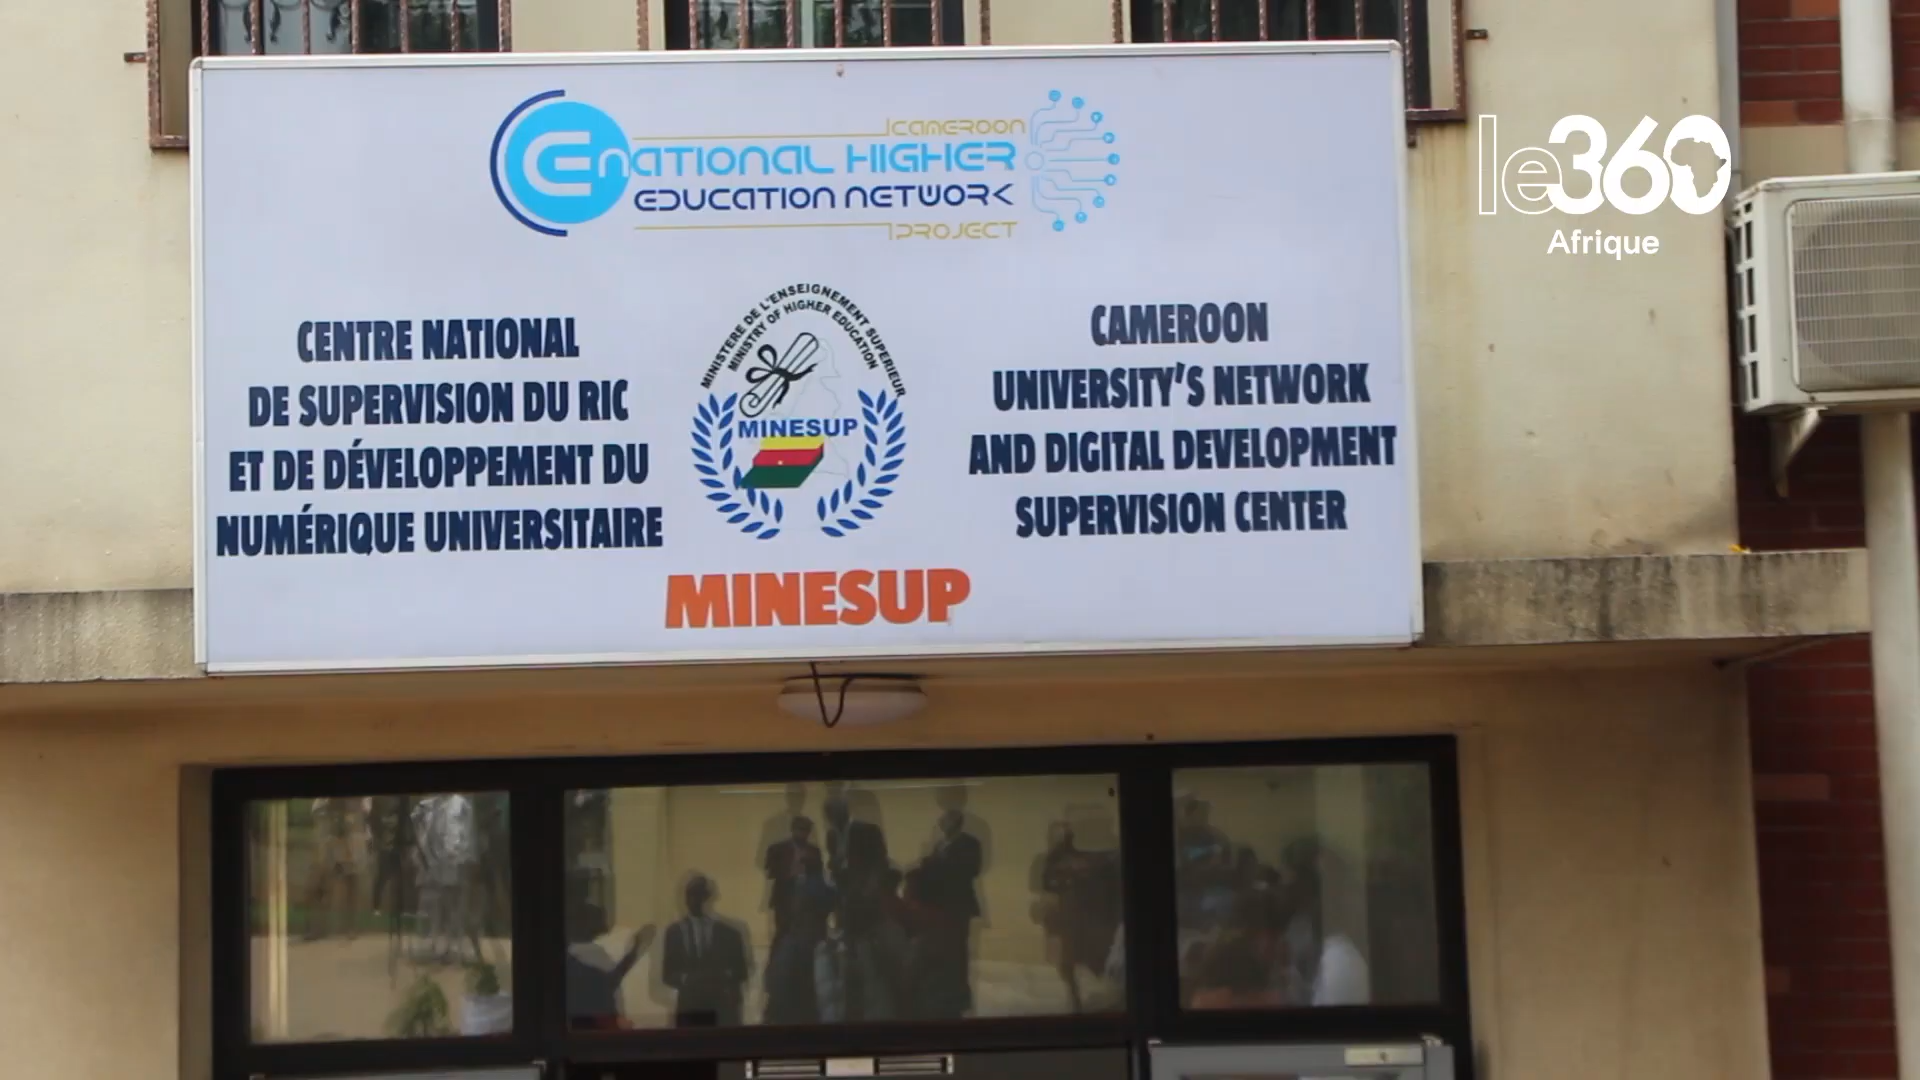 CAMEROON
NATIONAL HIGHER
EDUCATION NETWORK
PROJECT
le360
Afrique
MINISTERE DE L'ENSEIGNEMENT SUPERIEUR
MINISTRY OF HIGHER EDUCATION
MINESUP
CENTRE NATIONAL
DE SUPERVISION DU RIC
ET DE DÉVELOPPEMENT DU
NUMÉRIQUE UNIVERSITAIRE
CAMEROON
UNIVERSITY'S NETWORK
AND DIGITAL DEVELOPMENT
SUPERVISION CENTER
MINESUP